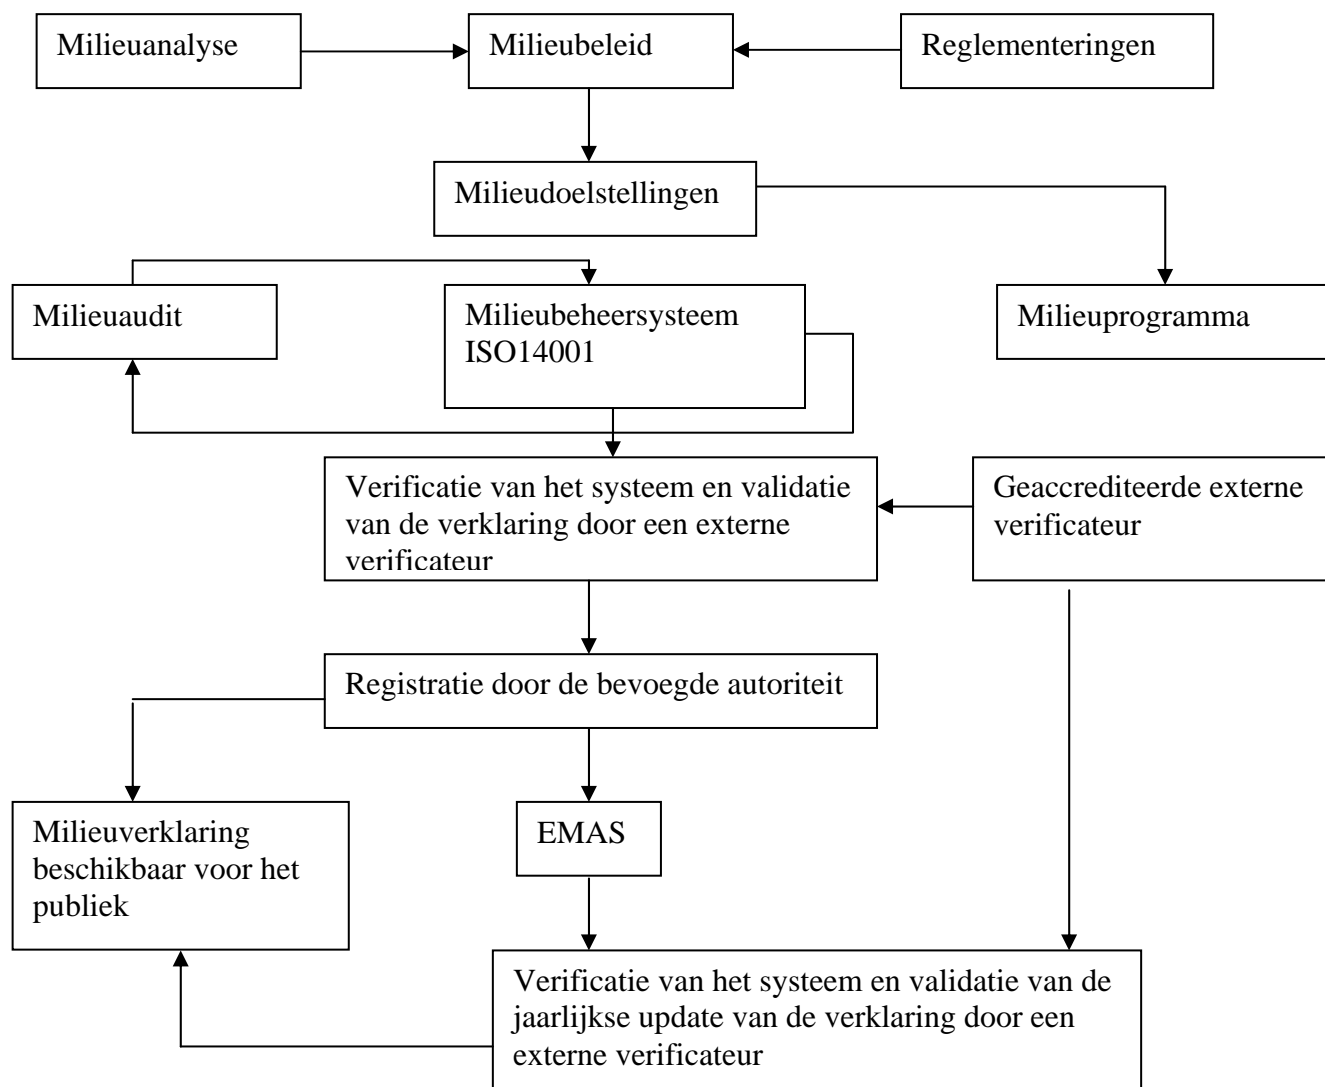 Milieuanalyse
Milieubeleid
Reglementeringen
Milieudoelstellingen
Milieuaudit
Milieubeheersysteem
ISO14001
Milieuprogramma
Verificatie van het systeem en validatie
van de verklaring door een externe
verificateur
Geaccrediteerde externe
verificateur
Registratie door de bevoegde autoriteit
Milieuverklaring
beschikbaar voor het
publiek
EMAS
Verificatie van het systeem en validatie van de
jaarlijkse update van de verklaring door een
externe verificateur